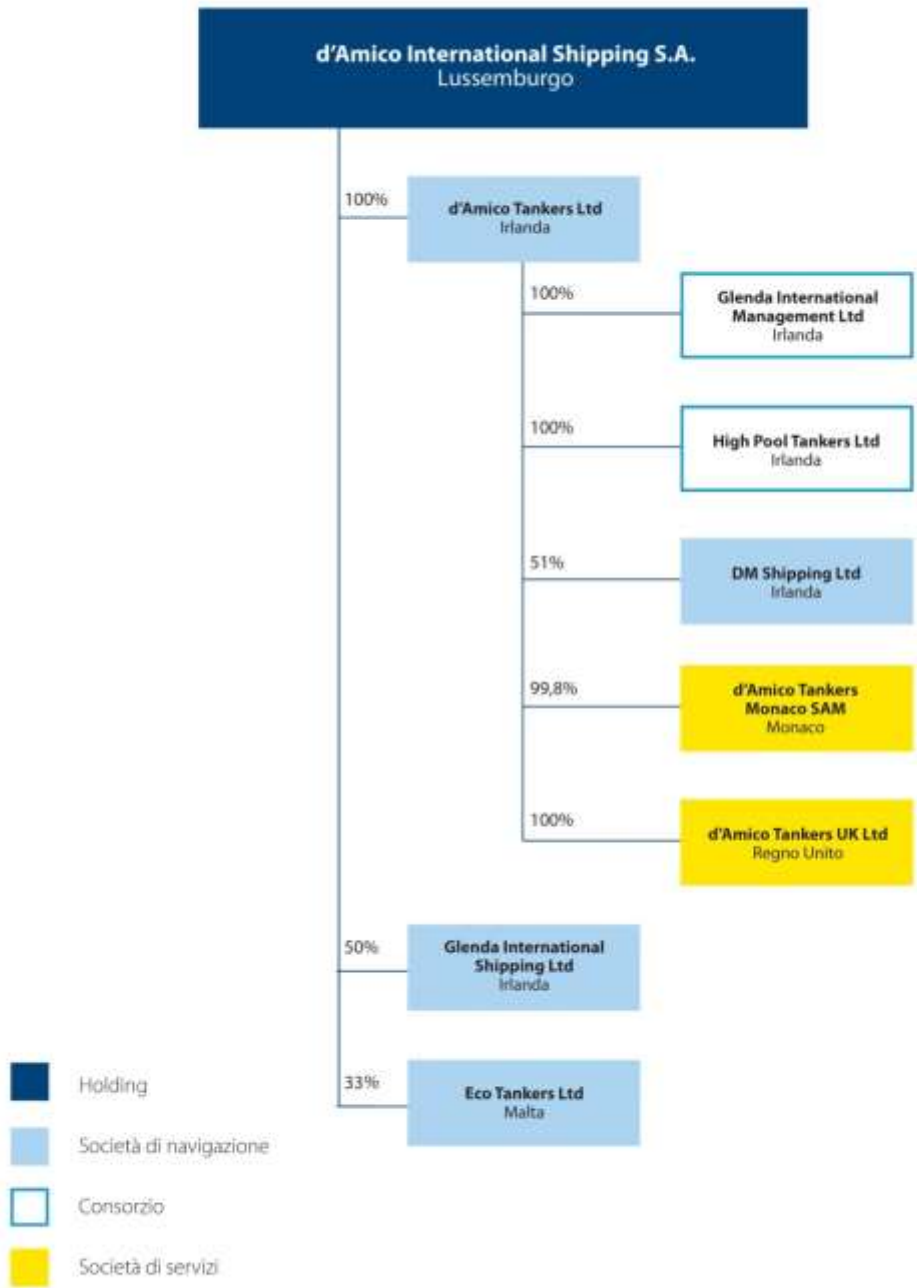 d'Amico International Shipping S.A.
Lussemburgo
100%
d'Amico Tankers Ltd
Irlanda
100%
Glenda International
Management Ltd
Irlanda
100%
High Pool Tankers Ltd
Irlanda
51%
DM Shipping Ltd
Irlanda
99,8%
d'Amico Tankers
Monaco SAM
Monaco
100%
d'Amico Tankers UK Ltd
Regno Unito
50%
Glenda International
Shipping Ltd
Irlanda
33%
Eco Tankers Ltd
Malta
Holding
Società di navigazione
Consorzio
Società di servizi